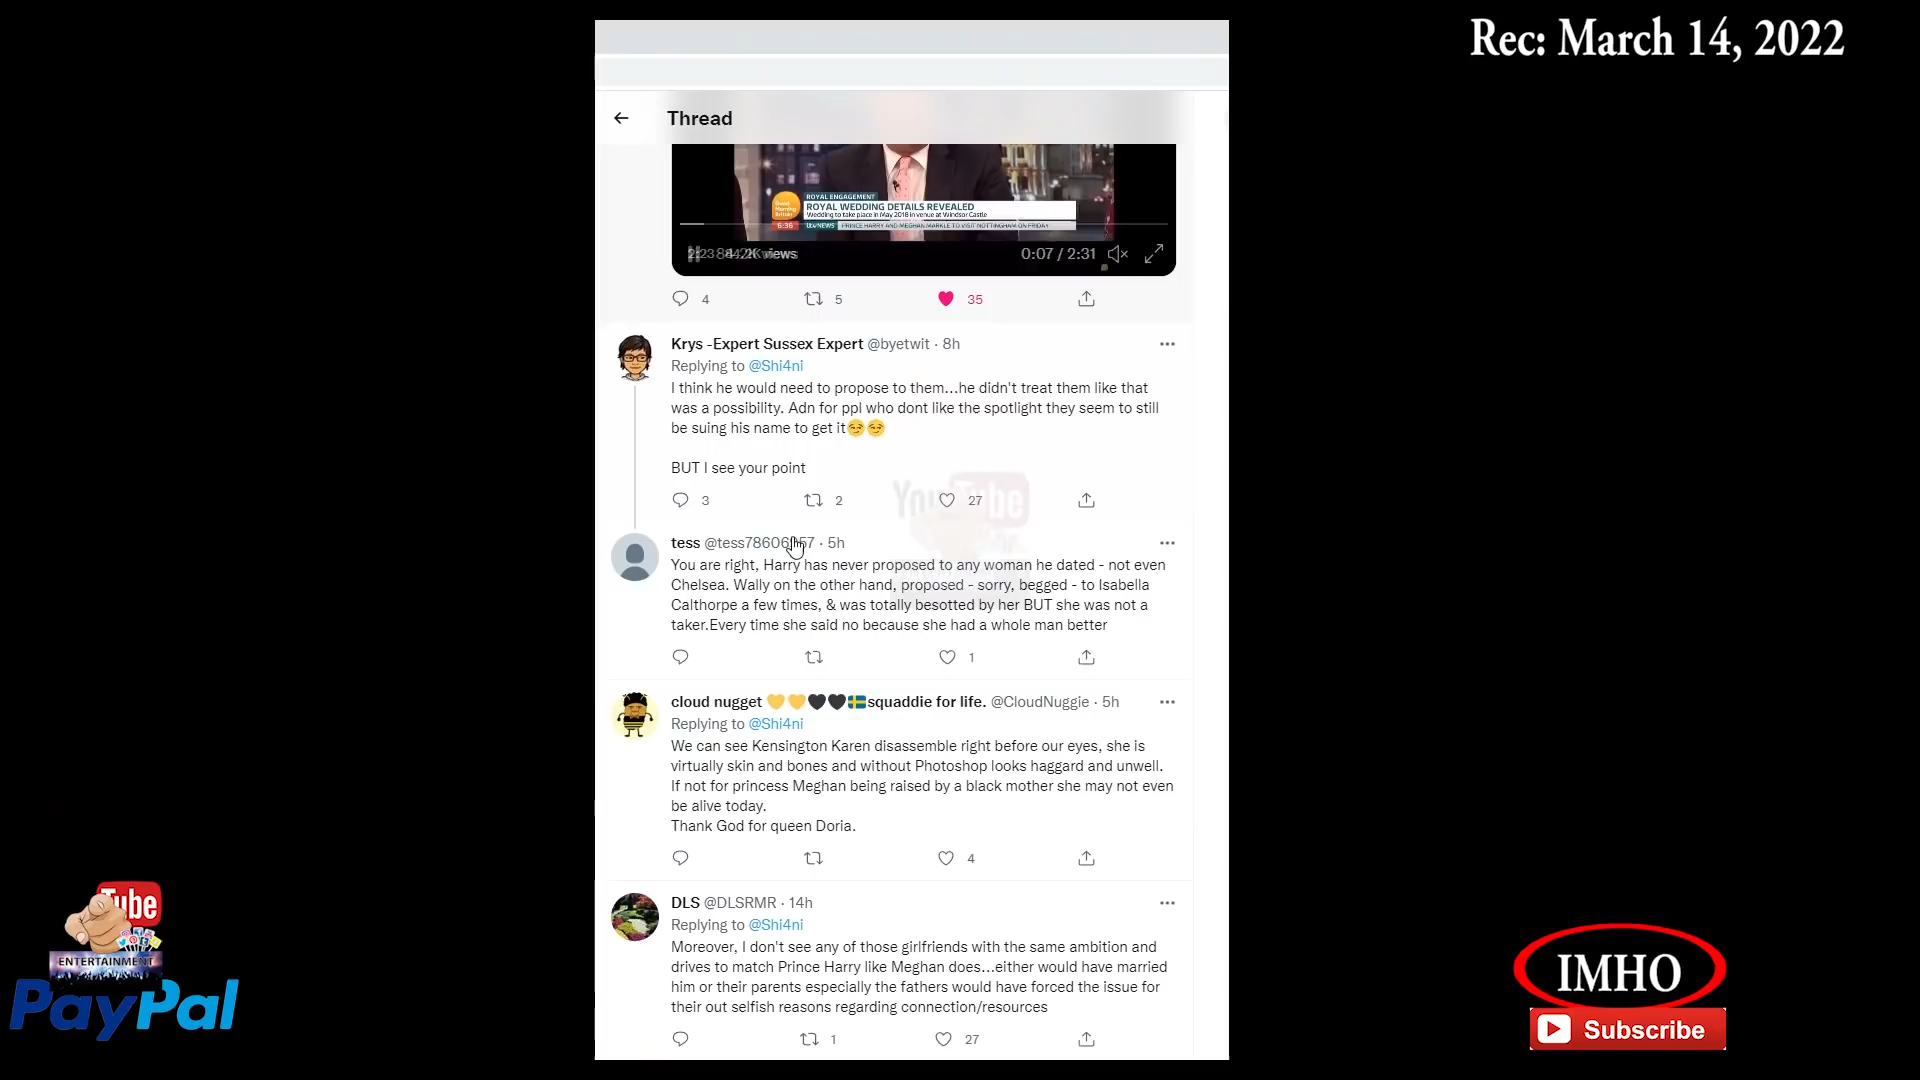 Rec: March 14, 2022
Thread
ROYAL ENGAGEMENT
ROYAL WEDDING DETAILS REVEALED
Wedding to take place in May 2018 in venue at Windsor Castle
6:36 itv NEWS PRINCE HARRY AND MEGHAN MARKLE TO VISIT NOTTINGHAM ON FRIDAY
views 0:07 / 2:31
4 5 35
Krys -Expert Sussex Expert @byetwit · 8h
Replying to @Shi4ni
I think he would need to propose to them...he didn't treat them like that
was a possibility. Adn for ppl who dont like the spotlight they seem to still
be suing his name to get it😏😏
BUT I see your point
3 2 27
tess · 5h
You are right, Harry has never proposed to any woman he dated - not even
Chelsea. Wally on the other hand, proposed - sorry, begged - to Isabella
Calthorpe a few times, & was totally besotted by her BUT she was not a
taker.Every time she said no because she had a whole man better
1
cloud nugget 💛💛🖤🖤🇸🇪squaddie for life. @CloudNuggie · 5h
Replying to @Shi4ni
We can see Kensington Karen disassemble right before our eyes, she is
virtually skin and bones and without Photoshop looks haggard and unwell.
If not for princess Meghan being raised by a black mother she may not even
be alive today.
Thank God for queen Doria.
4
DLS @DLSRMR · 14h
Replying to @Shi4ni
Moreover, I don't see any of those girlfriends with the same ambition and
drives to match Prince Harry like Meghan does...either would have married
him or their parents especially the fathers would have forced the issue for
their out selfish reasons regarding connection/resources
1 27
YouTube
Tube
ENTERTAINMENT
PayPal
IMHO
Subscribe